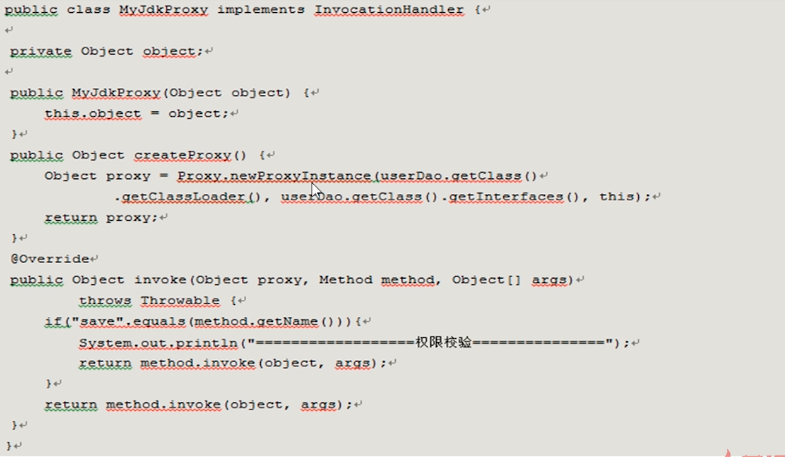 public class MyJdkProxy implements InvocationHandler {
private Object object;
public MyJdkProxy(Object object) {
this.object = object;
}
public Object createProxy() {
Object proxy = Proxy.newProxyInstance(userDao.getClass()
.getClassLoader(), userDao.getClass().getInterfaces(), this);
return proxy;
}
@Override
public Object invoke(Object proxy, Method method, Object[] args)
throws Throwable {
if("save".equals(method.getName())){
System.out.println("==================权限校验===============");
return method.invoke(object, args);
}
return method.invoke(object, args);
}
}